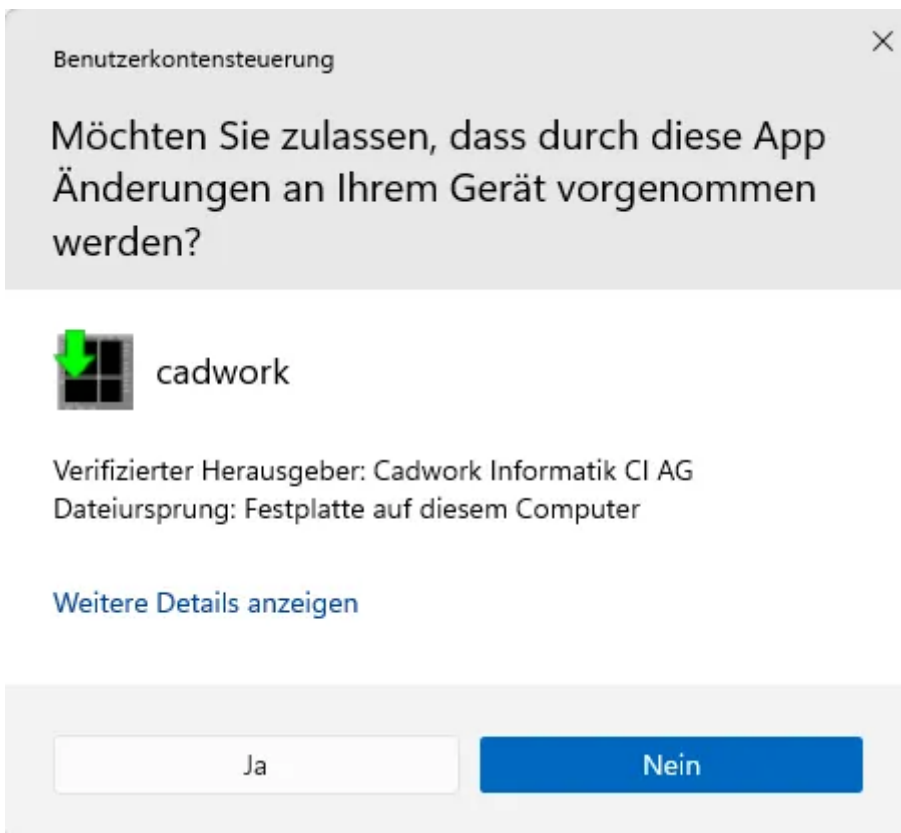 Benutzerkontensteuerung
Möchten Sie zulassen, dass durch diese App
Änderungen an Ihrem Gerät vorgenommen
werden?
cadwork
Verifizierter Herausgeber: Cadwork Informatik CI AG
Dateiursprung: Festplatte auf diesem Computer
Weitere Details anzeigen
Ja
Nein